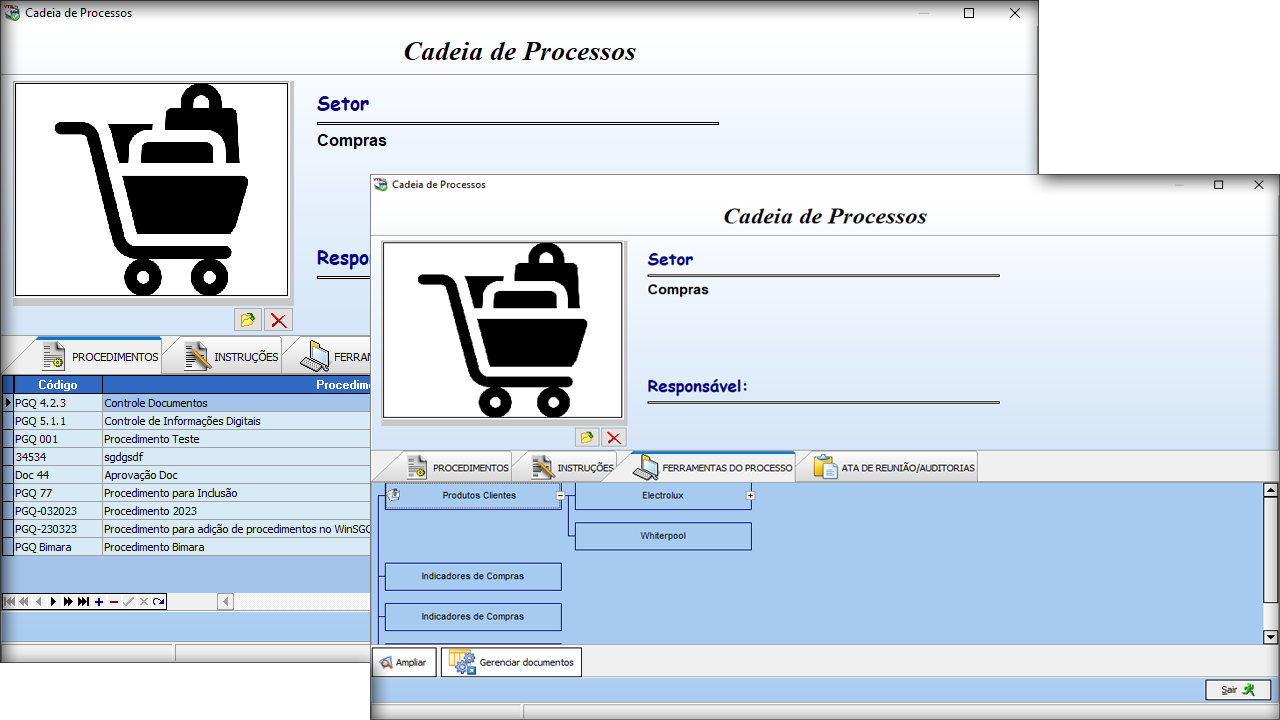 Cadeia de Processos
Cadeia de Processos
Setor
Compras
Respo
PROCEDIMENTOS
INSTRUÇÕES
FERRA
Código
Procedim
PGQ 4.2.3
Controle Documentos
PGQ 5.1.1
Controle de Informações Digitais
PGQ 001
Procedimento Teste
34534
sgdgsdf
Doc 44
Aprovação Doc
PGQ 77
Procedimento para Inclusão
PGQ-032023
Procedimento 2023
PGQ-230323
Procedimento para adição de procedimentos no WinSGC
PGQ Bimara
Procedimento Bimara
Cadeia de Processos
Cadeia de Processos
Setor
Compras
Responsável:
PROCEDIMENTOS
INSTRUÇÕES
FERRAMENTAS DO PROCESSO
ATA DE REUNIÃO/AUDITORIAS
Produtos Clientes
Electrolux
Whiterpool
Indicadores de Compras
Indicadores de Compras
Ampliar
Gerenciar documentos
Sair